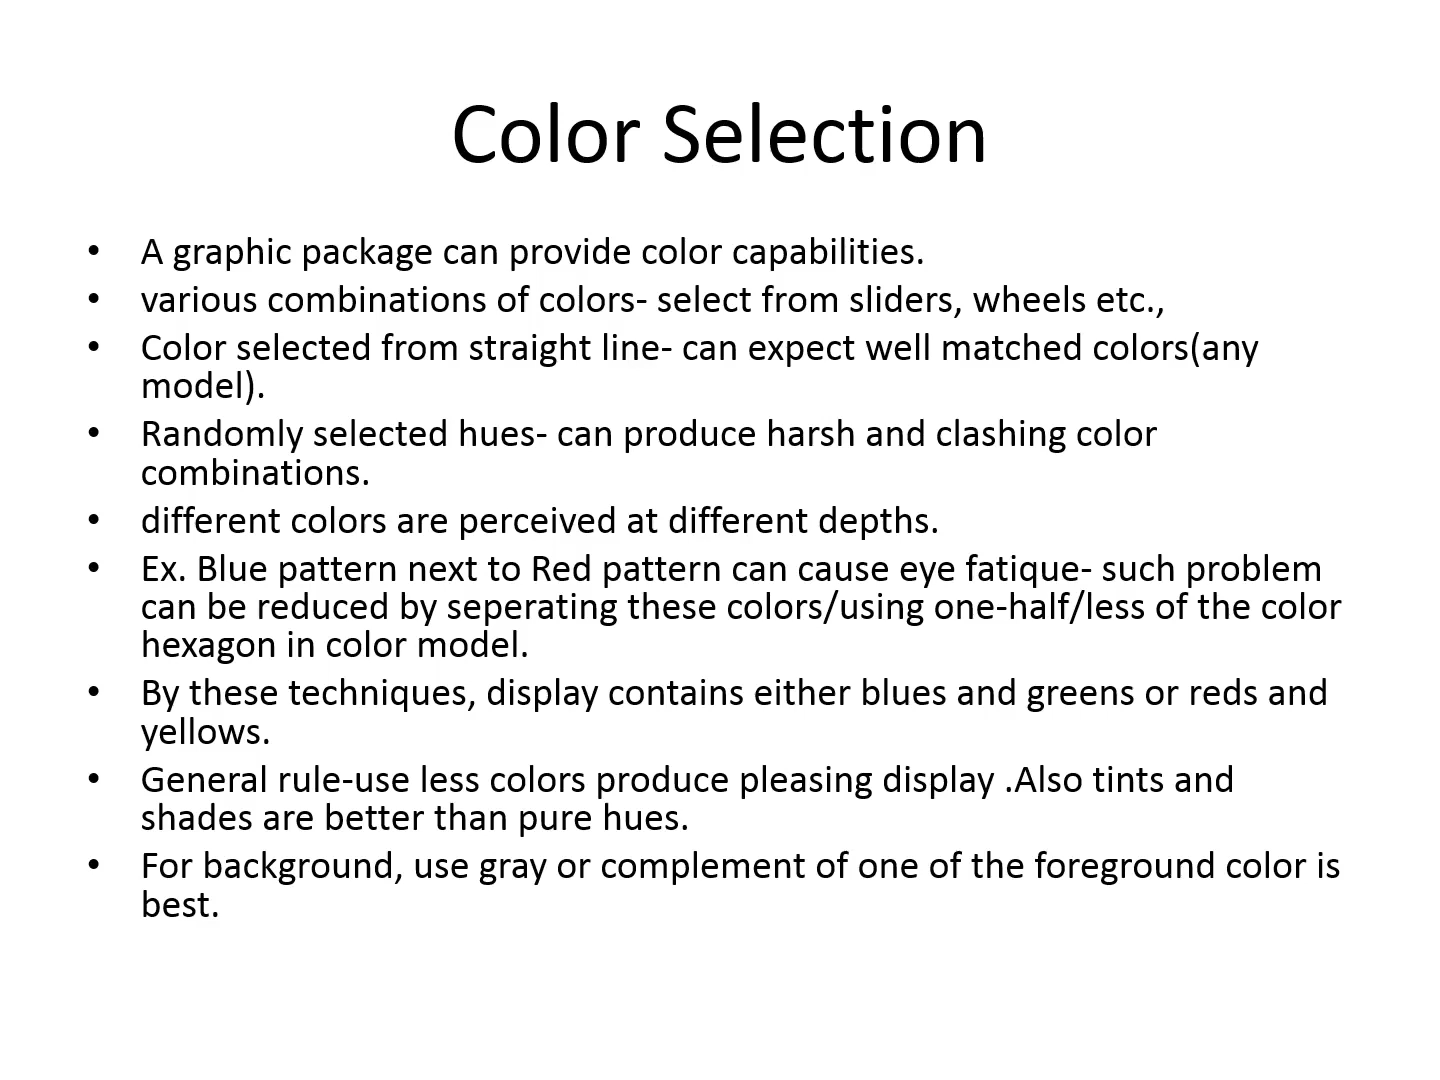 Color Selection
• A graphic package can provide color capabilities.
• various combinations of colors- select from sliders, wheels etc.,
• Color selected from straight line- can expect well matched colors(any
model).
• Randomly selected hues- can produce harsh and clashing color
combinations.
• different colors are perceived at different depths.
• Ex. Blue pattern next to Red pattern can cause eye fatique- such problem
can be reduced by seperating these colors/using one-half/less of the color
hexagon in color model.
• By these techniques, display contains either blues and greens or reds and
yellows.
• General rule-use less colors produce pleasing display .Also tints and
shades are better than pure hues.
• For background, use gray or complement of one of the foreground color is
best.